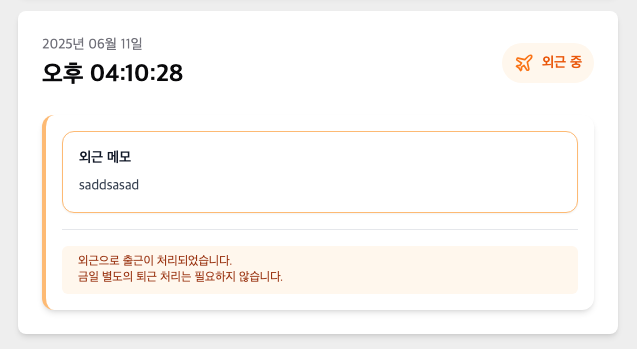 2025년 06월 11일
오후 04:10:28
외근 중
외근 메모
saddsasad
외근으로 출근이 처리되었습니다.
금일 별도의 퇴근 처리는 필요하지 않습니다.